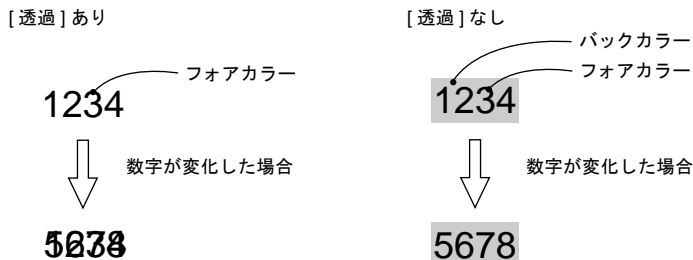 [ 透過 ] あり
フォアカラー
1234
数字が変化した場合
[ 透過 ] なし
バックカラー
フォアカラー
1234
数字が変化した場合
5678